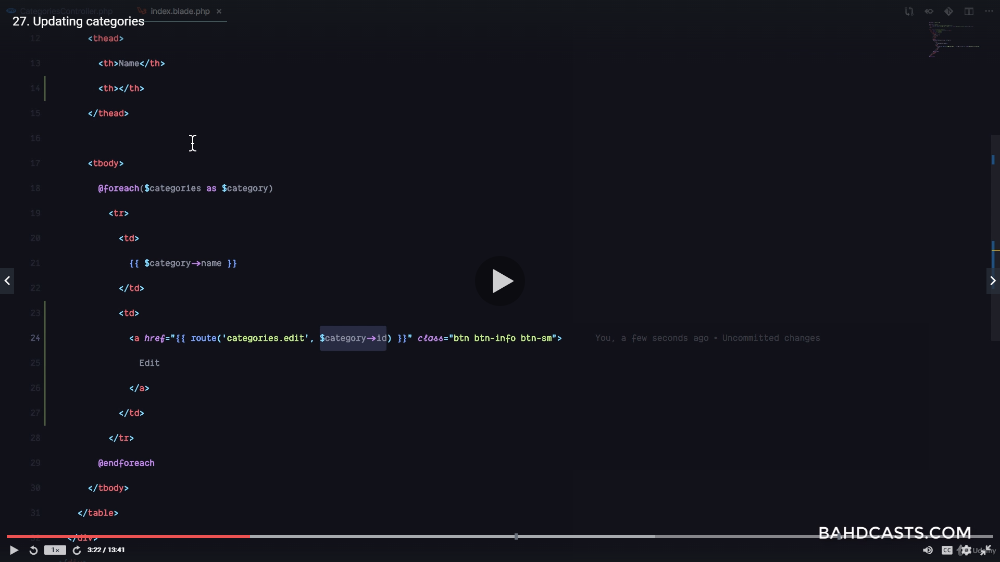 CategoriesController.php index.blade.php ×
27. Updating categories
12 <thead>
13 <th>Name</th>
14 <th></th>
15 </thead>
16
17 <tbody>
18 @foreach($categories as $category)
19 <tr>
20 <td>
21 {{ $category->name }}
22 </td>
23 <td>
24 <a href="{{ route('categories.edit', $category->id) }}" class="btn btn-info btn-sm"> You, a few seconds ago • Uncommitted changes
25 Edit
26 </a>
27 </td>
28 </tr>
29 @endforeach
30 </tbody>
31 </table>
32 </div>
BAHDCASTS.COM
1× 3:22 / 13:41 CC Udemy